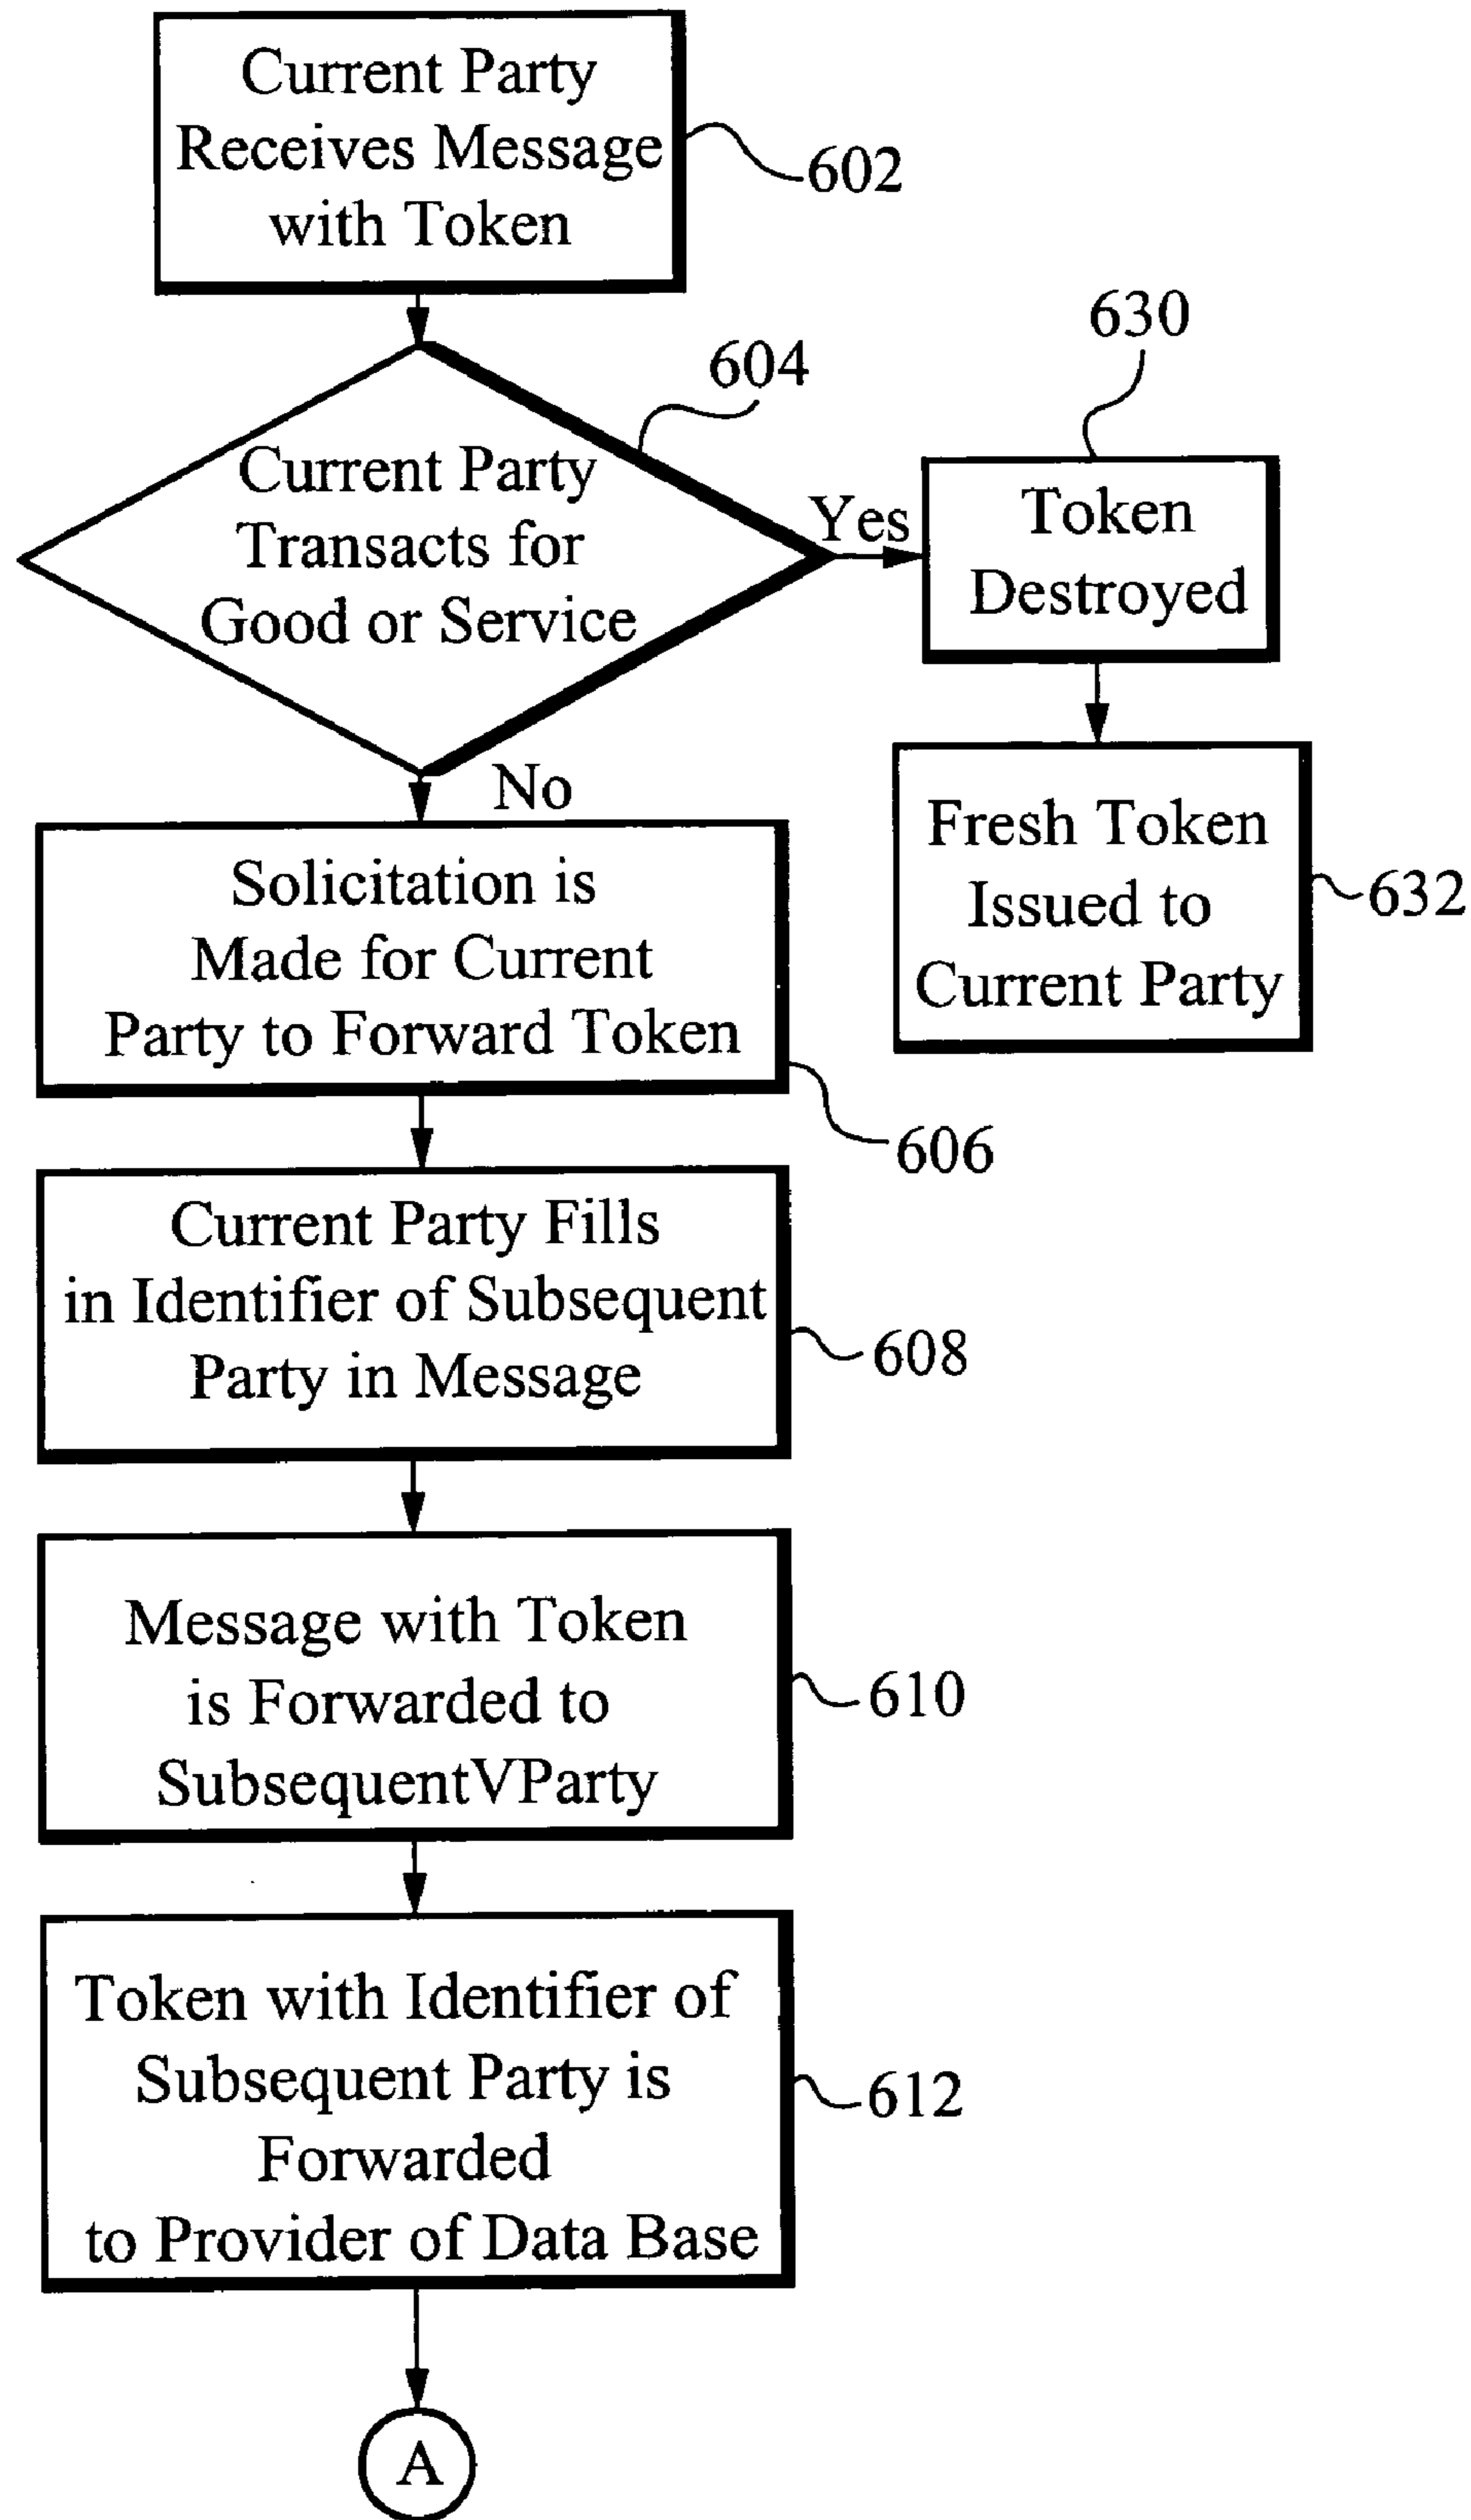 Current Party
Receives Message
with Token
602
604
Current Party
Transacts for
Good or Service
Yes
630
Token
Destroyed
Fresh Token
Issued to
Current Party
632
No
Solicitation is
Made for Current
Party to Forward Token
606
Current Party Fills
in Identifier of Subsequent
Party in Message
608
Message with Token
is Forwarded to
SubsequentVParty
610
Token with Identifier of
Subsequent Party is
Forwarded
to Provider of Data Base
612
A